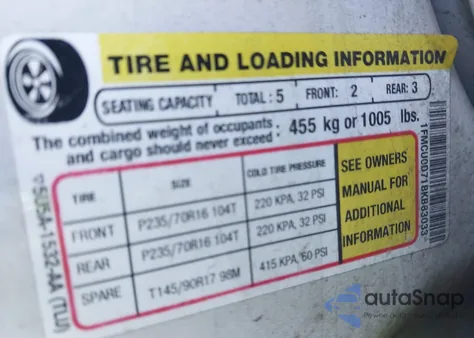 TIRE AND LOADING INFORMATION
SEATING CAPACITY TOTAL : 5 FRONT: 2 REAR: 3
The combined weight of occupants
and cargo should never exceed : 455 kg or 1005 lbs.
TIRE SIZE COLD TIRE PRESSURE
FRONT P235/70R16 104T 220 KPA, 32 PSI
REAR P235/70R16 104T 220 KPA, 32 PSI
SPARE T145/90R17 98M 415 KPA, 60 PSI
SEE OWNERS
MANUAL FOR
ADDITIONAL
INFORMATION
1FMCU0D71BKB83033
autaSnap